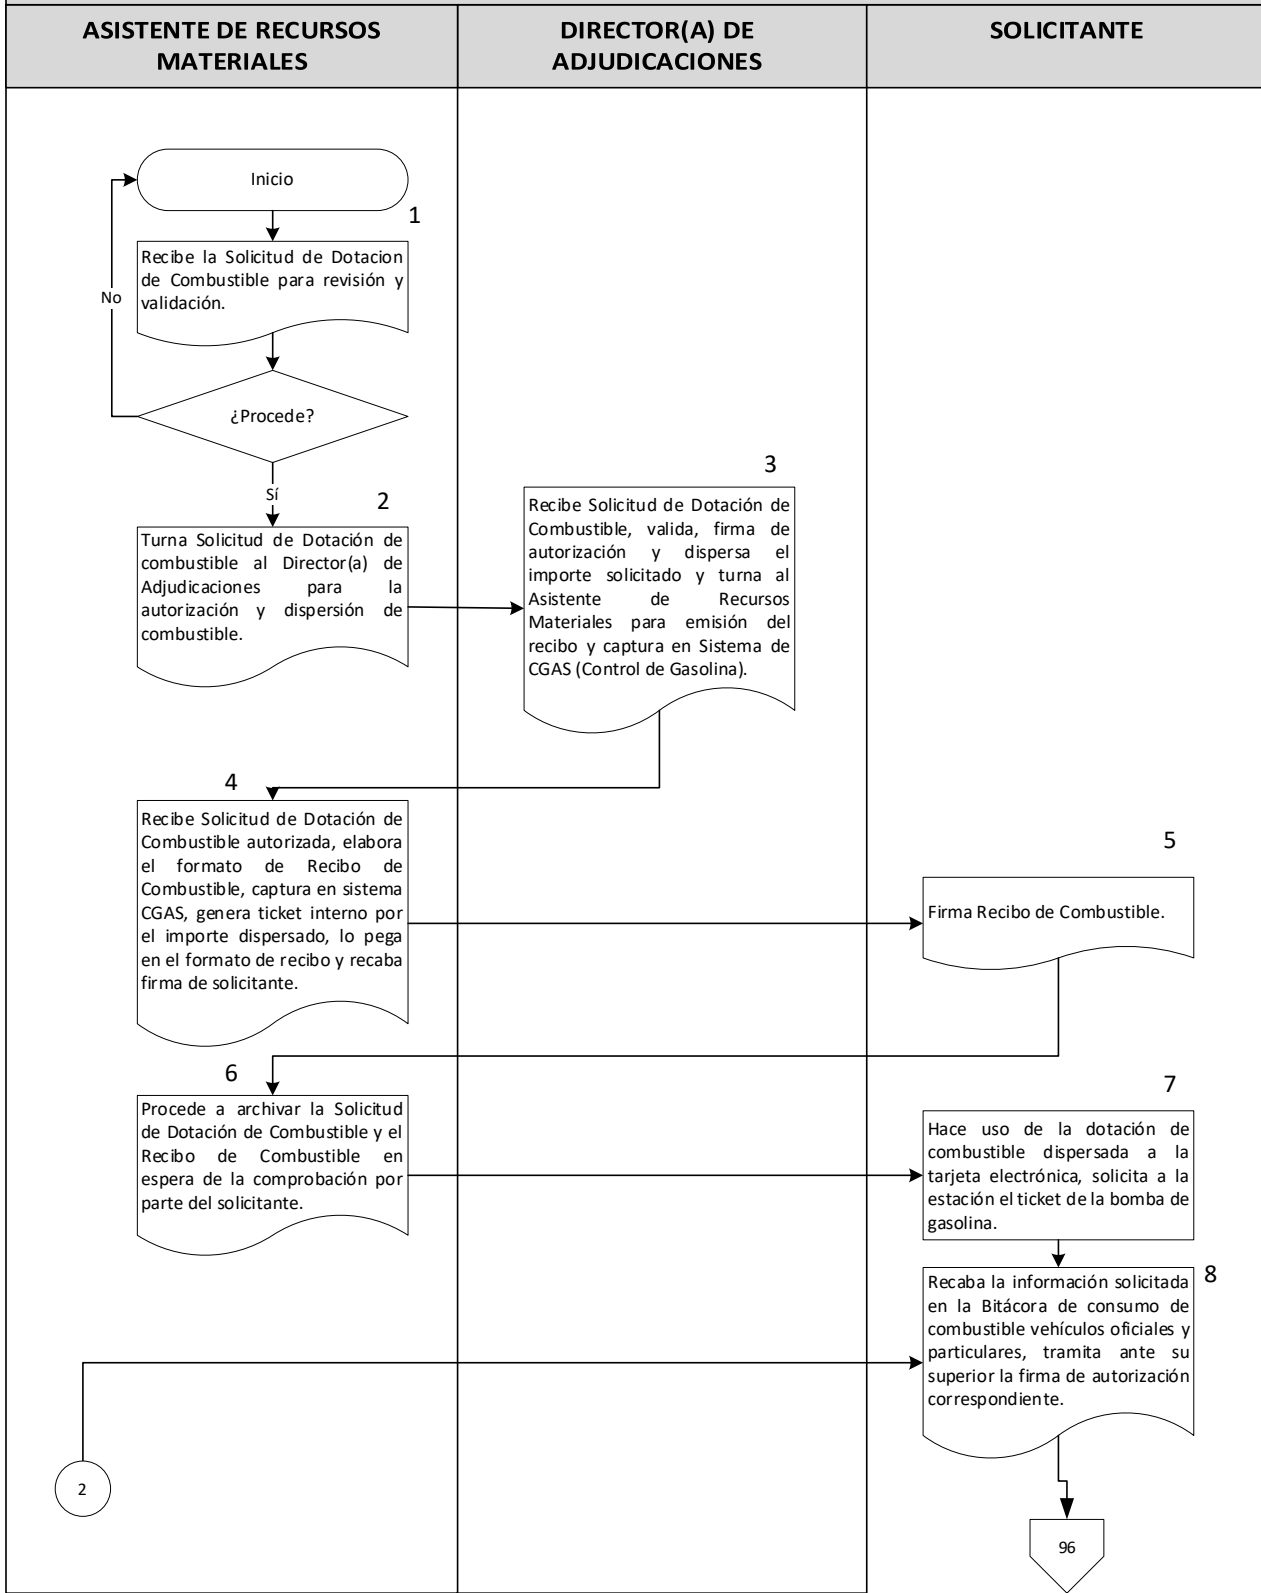 ASISTENTE DE RECURSOS
MATERIALES
DIRECTOR(A) DE
ADJUDICACIONES
SOLICITANTE
Inicio
1
Recibe la Solicitud de Dotacion
de Combustible para revisión y
validación.
No
¿Procede?
Sí
2
Turna Solicitud de Dotación de
combustible al Director(a) de
Adjudicaciones para la
autorización y dispersión de
combustible.
3
Recibe Solicitud de Dotación de
Combustible, valida, firma de
autorización y dispersa el
importe solicitado y turna al
Asistente de Recursos
Materiales para emisión del
recibo y captura en Sistema de
CGAS (Control de Gasolina).
4
Recibe Solicitud de Dotación de
Combustible autorizada, elabora
el formato de Recibo de
Combustible, captura en sistema
CGAS, genera ticket interno por
el importe dispersado, lo pega
en el formato de recibo y recaba
firma de solicitante.
5
Firma Recibo de Combustible.
6
Procede a archivar la Solicitud
de Dotación de Combustible y el
Recibo de Combustible en
espera de la comprobación por
parte del solicitante.
7
Hace uso de la dotación de
combustible dispersada a la
tarjeta electrónica, solicita a la
estación el ticket de la bomba de
gasolina.
8
Recaba la información solicitada
en la Bitácora de consumo de
combustible vehículos oficiales y
particulares, tramita ante su
superior la firma de autorización
correspondiente.
2
96